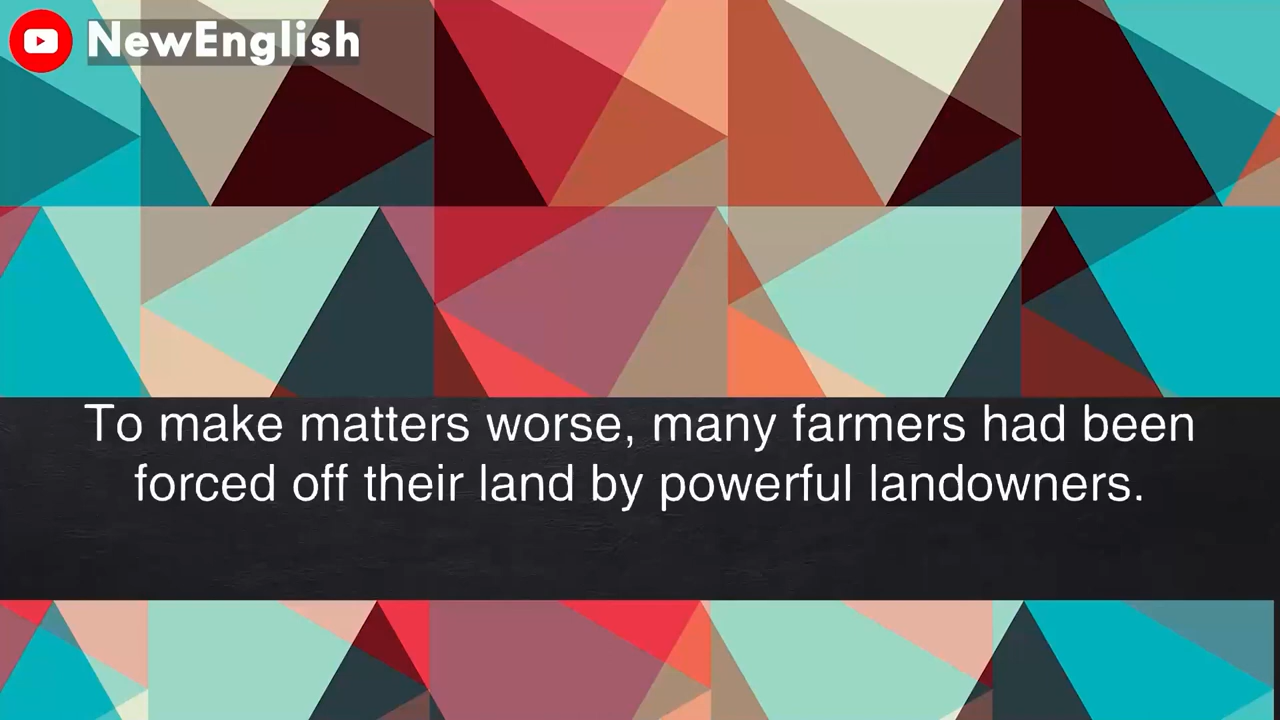 NewEnglish
To make matters worse, many farmers had been
forced off their land by powerful landowners.